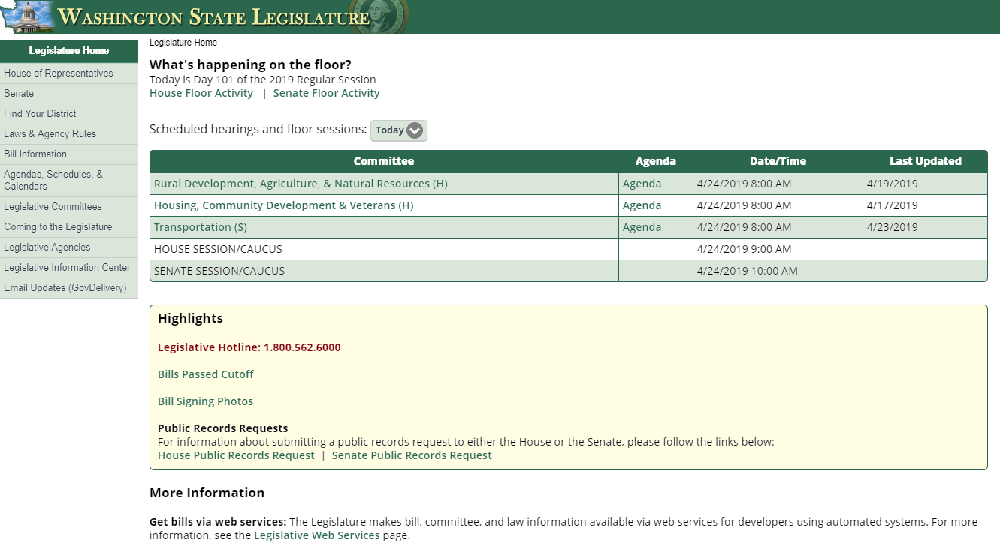 WASHINGTON STATE LEGISLATURE
Legislature Home
House of Representatives
Senate
Find Your District
Laws & Agency Rules
Bill Information
Agendas, Schedules, &
Calendars
Legislative Committees
Coming to the Legislature
Legislative Agencies
Legislative Information Center
Email Updates (GovDelivery)
Legislature Home
What's happening on the floor?
Today is Day 101 of the 2019 Regular Session
House Floor Activity | Senate Floor Activity
Scheduled hearings and floor sessions: Today
Committee Agenda Date/Time Last Updated
Rural Development, Agriculture, & Natural Resources (H) Agenda 4/24/2019 8:00 AM 4/19/2019
Housing, Community Development & Veterans (H) Agenda 4/24/2019 8:00 AM 4/17/2019
Transportation (S) Agenda 4/24/2019 8:00 AM 4/23/2019
HOUSE SESSION/CAUCUS 4/24/2019 9:00 AM
SENATE SESSION/CAUCUS 4/24/2019 10:00 AM
Highlights
Legislative Hotline: 1.800.562.6000
Bills Passed Cutoff
Bill Signing Photos
Public Records Requests
For information about submitting a public records request to either the House or the Senate, please follow the links below:
House Public Records Request | Senate Public Records Request
More Information
Get bills via web services: The Legislature makes bill, committee, and law information available via web services for developers using automated systems. For more
information, see the Legislative Web Services page.